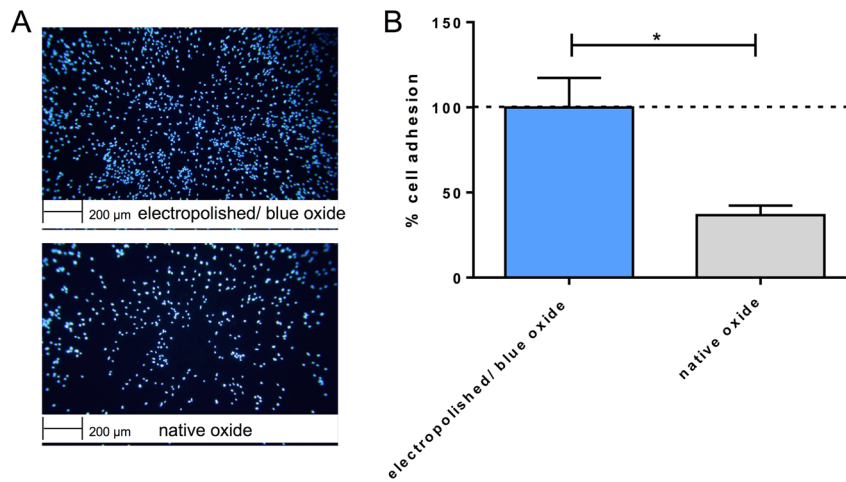 A
200 µm
electropolished/ blue oxide
200 µm
native oxide
B
% cell adhesion
150
100
50
0
*
electropolished/ blue oxide
native oxide